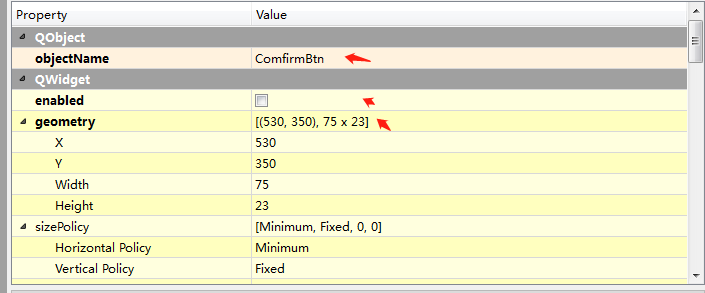 Property Value
QObject
objectName ComfirmBtn
QWidget
enabled
geometry [(530, 350), 75 x 23]
X 530
Y 350
Width 75
Height 23
sizePolicy [Minimum, Fixed, 0, 0]
Horizontal Policy Minimum
Vertical Policy Fixed